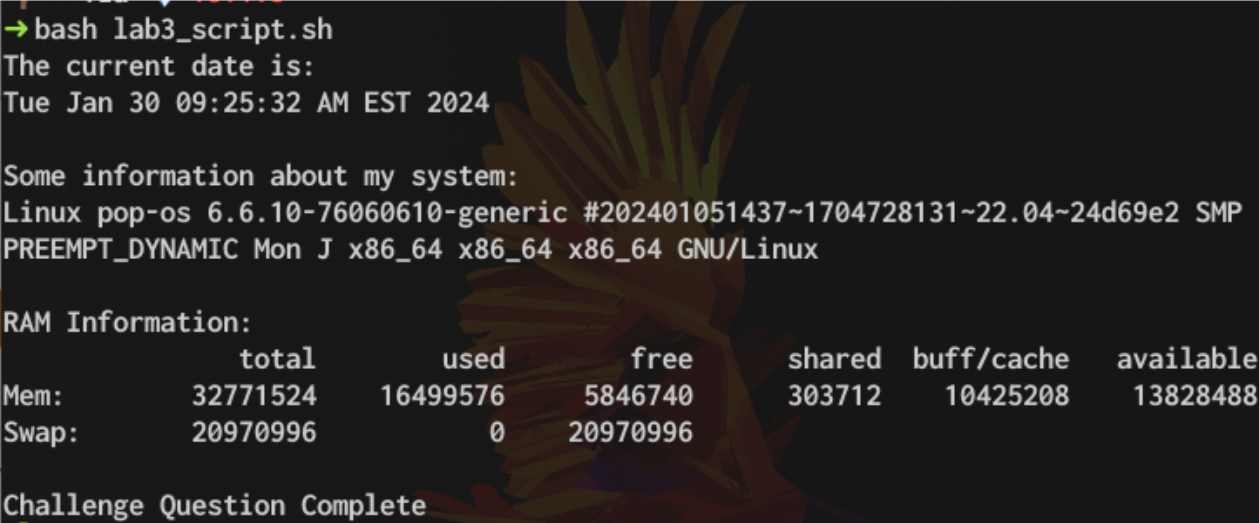 ➜ bash lab3_script.sh
The current date is:
Tue Jan 30 09:25:32 AM EST 2024
Some information about my system:
Linux pop-os 6.6.10-76060610-generic #202401051437~1704728131~22.04~24d69e2 SMP
PREEMPT_DYNAMIC Mon J x86_64 x86_64 x86_64 GNU/Linux
RAM Information:
total used free shared buff/cache available
Mem: 32771524 16499576 5846740 303712 10425208 13828488
Swap: 20970996 0 20970996
Challenge Question Complete